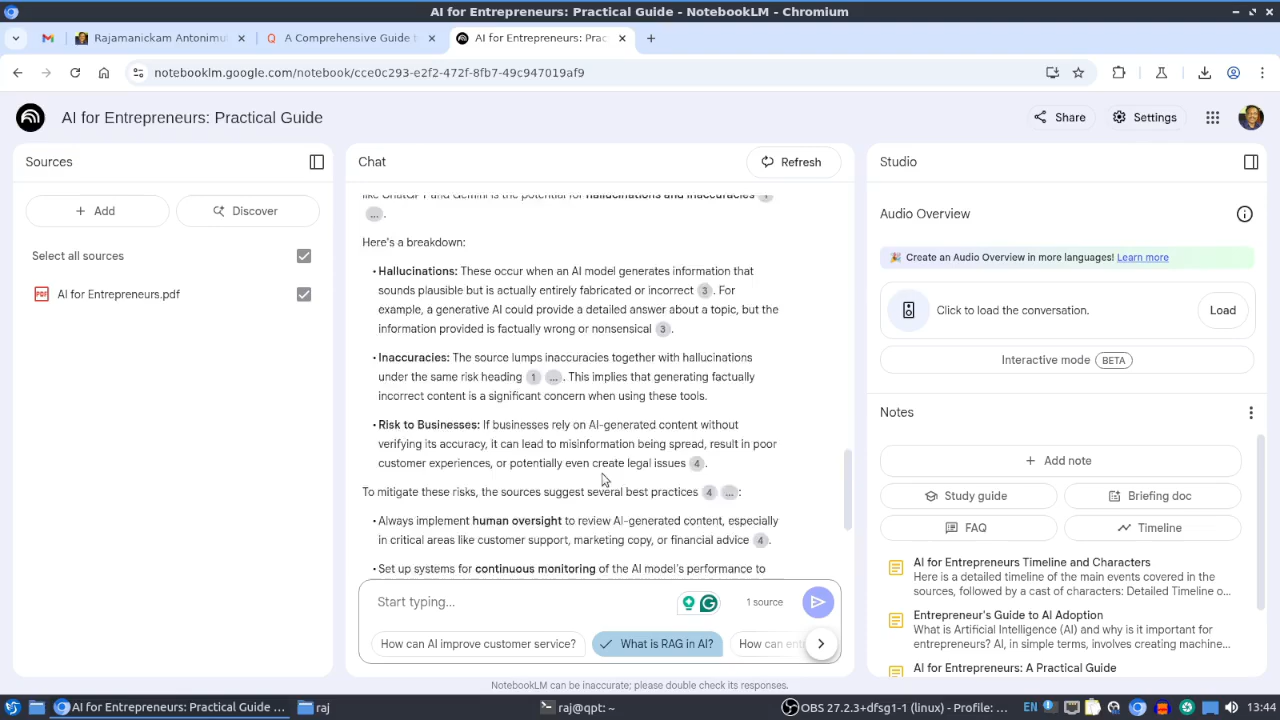 AI for Entrepreneurs: Practical Guide - NotebookLM - Chromium
Rajamanickam Antonimu
A Comprehensive Guide t
AI for Entrepreneurs: Prac
notebooklm.google.com/notebook/cce0c293-e2f2-472f-8fb7-49c947019af9
AI for Entrepreneurs: Practical Guide
Share
Settings
Sources
Add
Discover
Select all sources
PDF
AI for Entrepreneurs.pdf
Chat
Refresh
like ChatGPT and Gemini is the potential for hallucinations and inaccuracies 1
... .
Here's a breakdown:
• Hallucinations: These occur when an AI model generates information that
sounds plausible but is actually entirely fabricated or incorrect 3 . For
example, a generative AI could provide a detailed answer about a topic, but the
information provided is factually wrong or nonsensical 3 .
• Inaccuracies: The source lumps inaccuracies together with hallucinations
under the same risk heading 1 ... . This implies that generating factually
incorrect content is a significant concern when using these tools.
• Risk to Businesses: If businesses rely on AI-generated content without
verifying its accuracy, it can lead to misinformation being spread, result in poor
customer experiences, or potentially even create legal issues 4 .
To mitigate these risks, the sources suggest several best practices 4 ... :
• Always implement human oversight to review AI-generated content, especially
in critical areas like customer support, marketing copy, or financial advice 4 .
• Set up systems for continuous monitoring of the AI model's performance to
Start typing...
1 source
How can AI improve customer service?
What is RAG in AI?
How can ent
NotebookLM can be inaccurate; please double check its responses.
Studio
Audio Overview
Create an Audio Overview in more languages! Learn more
Click to load the conversation.
Load
Interactive mode BETA
Notes
Add note
Study guide
Briefing doc
FAQ
Timeline
AI for Entrepreneurs Timeline and Characters
Here is a detailed timeline of the main events covered in the
sources, followed by a cast of characters: Detailed Timeline o...
Entrepreneur's Guide to AI Adoption
What is Artificial Intelligence (AI) and why is it important for
entrepreneurs? AI, in simple terms, involves creating machine...
AI for Entrepreneurs: A Practical Guide
AI for Entrepreneurs: Practical Guide ...
raj
raj@qpt: ~
OBS 27.2.3+dfsg1-1 (linux) - Profile: ...
EN
13:44